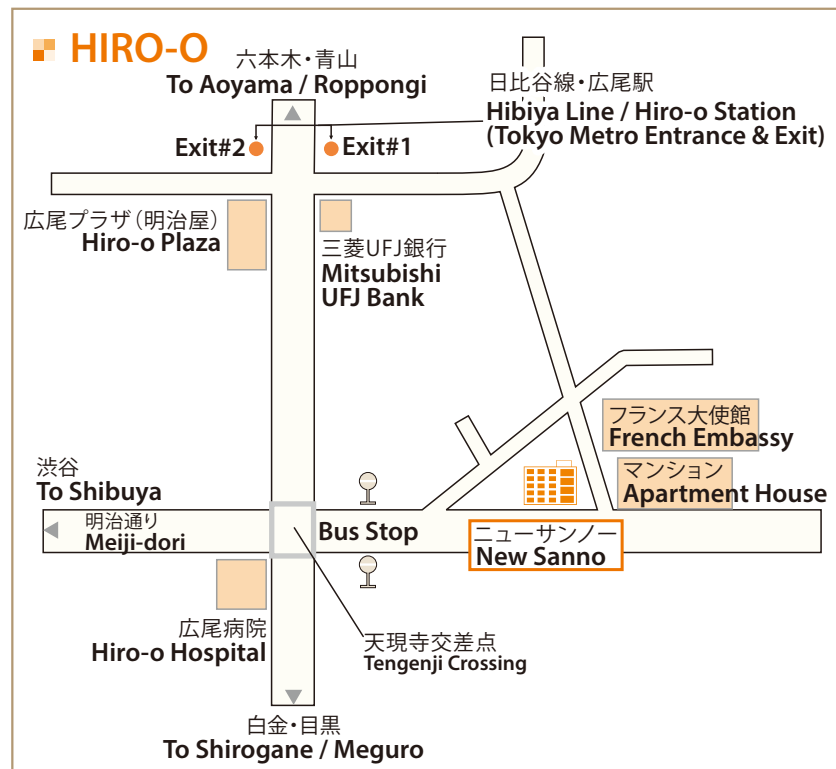 HIRO-O
六本木・青山
To Aoyama / Roppongi
日比谷線・広尾駅
Hibiya Line / Hiro-o Station
(Tokyo Metro Entrance & Exit)
Exit#2
Exit#1
広尾プラザ（明治屋）
Hiro-o Plaza
三菱UFJ銀行
Mitsubishi
UFJ Bank
フランス大使館
French Embassy
マンション
Apartment House
渋谷
To Shibuya
明治通り
Meiji-dori
Bus Stop
ニューサンノー
New Sanno
広尾病院
Hiro-o Hospital
天現寺交差点
Tengenji Crossing
白金・目黒
To Shirogane / Meguro